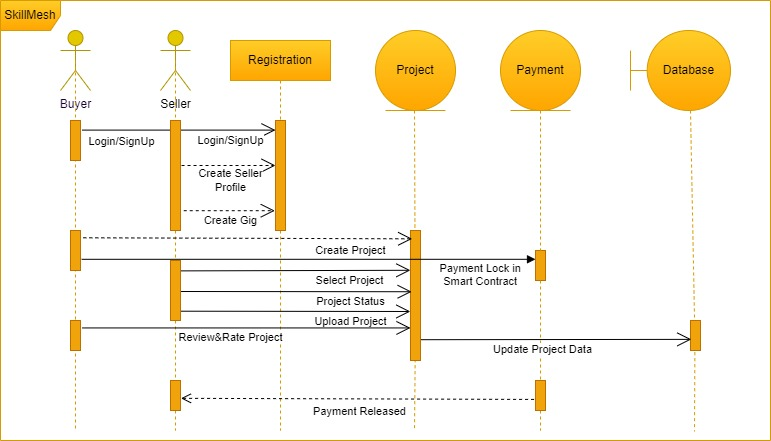 SkillMesh
Registration
Project
Payment
Database
Buyer
Seller
Login/SignUp
Login/SignUp
Create Seller
Profile
Create Gig
Create Project
Payment Lock in
Smart Contract
Select Project
Project Status
Upload Project
Review&Rate Project
Update Project Data
Payment Released